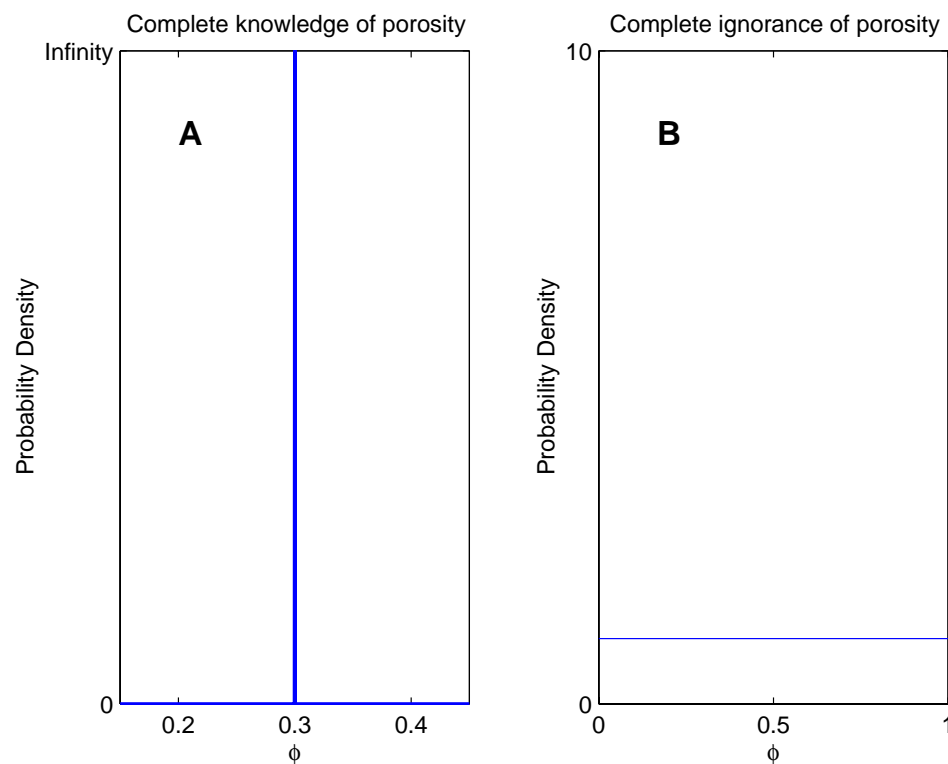 Complete knowledge of porosity
Infinity
A
Probability Density
0
0.2
0.3
0.4
ϕ
Complete ignorance of porosity
10
B
Probability Density
0
0
0.5
1
ϕ